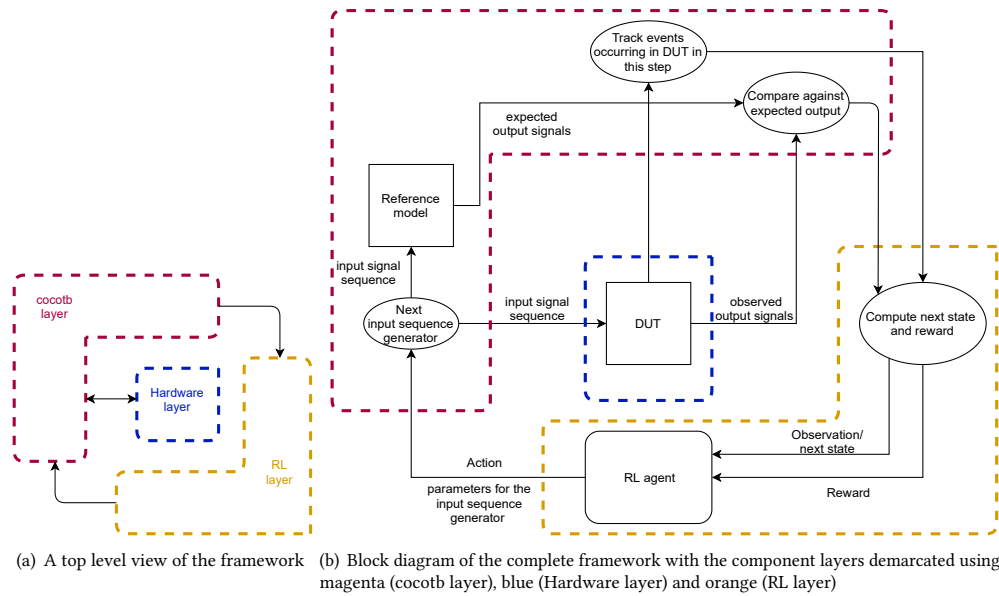 cocotb
layer
Hardware
layer
RL
layer
(a) A top level view of the framework
Track events
occurring in DUT in
this step
Compare against
expected output
expected
output signals
Reference
model
input signal
sequence
Next
input sequence
generator
input signal
sequence
DUT
observed
output signals
Compute next state
and reward
Observation/
next state
Reward
RL agent
Action
parameters for the
input sequence
generator
(b) Block diagram of the complete framework with the component layers demarcated using
magenta (cocotb layer), blue (Hardware layer) and orange (RL layer)